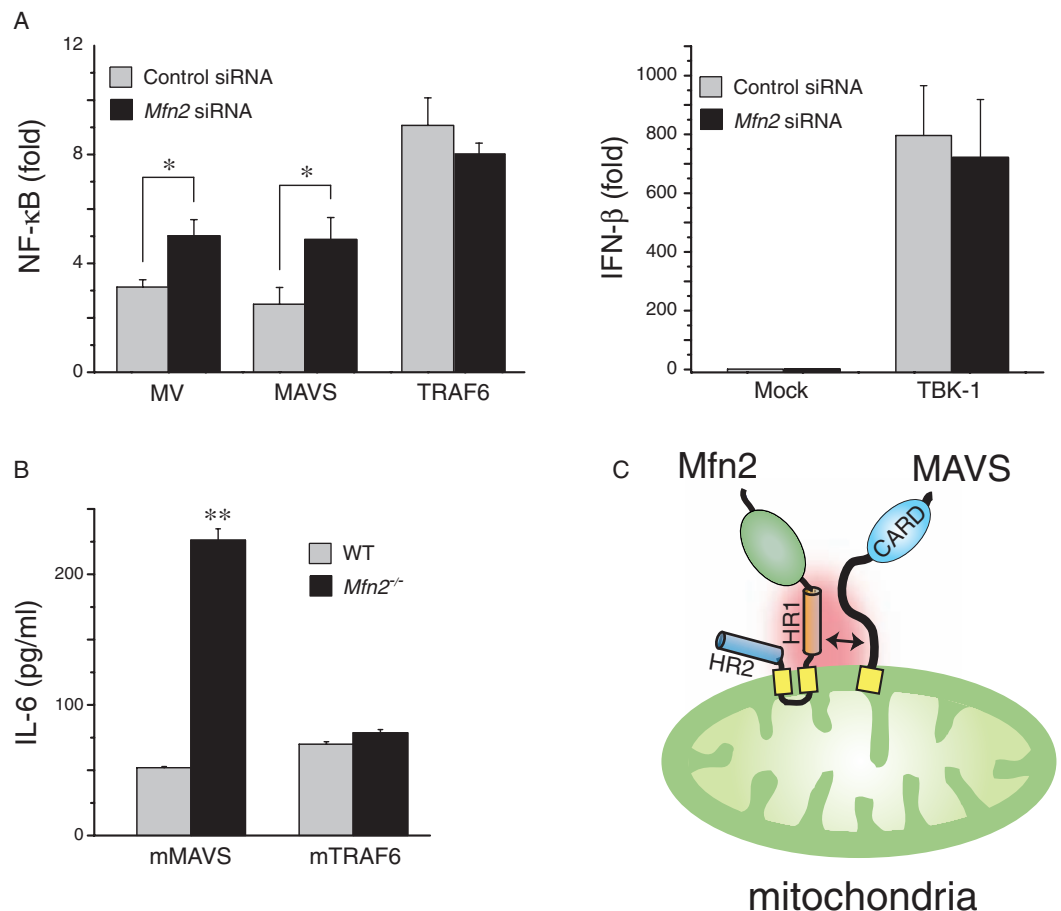 A
NF-κB (fold)
12
8
4
0
Control siRNA
Mfn2 siRNA
*
*
MV
MAVS
TRAF6
IFN-β (fold)
1000
800
600
400
200
0
Control siRNA
Mfn2 siRNA
Mock
TBK-1
B
IL-6 (pg/ml)
200
100
0
**
WT
Mfn2-/-
mMAVS
mTRAF6
C
Mfn2
MAVS
CARD
HR1
HR2
mitochondria